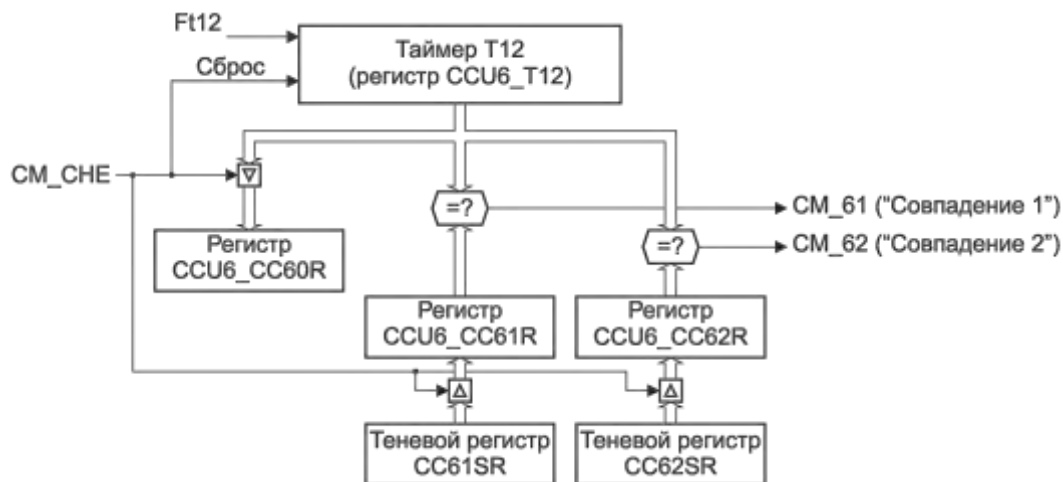 Ft12
Таймер T12
(регистр CCU6_T12)
Сброс
CM_CHE
=?
CM_61 ("Совпадение 1")
=?
CM_62 ("Совпадение 2")
Регистр
CCU6_CC60R
Регистр
CCU6_CC61R
Регистр
CCU6_CC62R
Теневой регистр
CC61SR
Теневой регистр
CC62SR